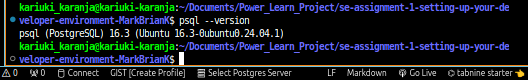 kariuki_karanja@kariuki-karanja:~/Documents/Power_Learn_Project/se-assignment-1-setting-up-your-de
veloper-environment-MarkBrianK$ psql --version
psql (PostgreSQL) 16.3 (Ubuntu 16.3-0ubuntu0.24.04.1)
kariuki_karanja@kariuki-karanja:~/Documents/Power_Learn_Project/se-assignment-1-setting-up-your-de
veloper-environment-MarkBrianK$
0 0 Connect GIST [Create Profile] Select Postgres Server LF Markdown Go Live tabnine starter